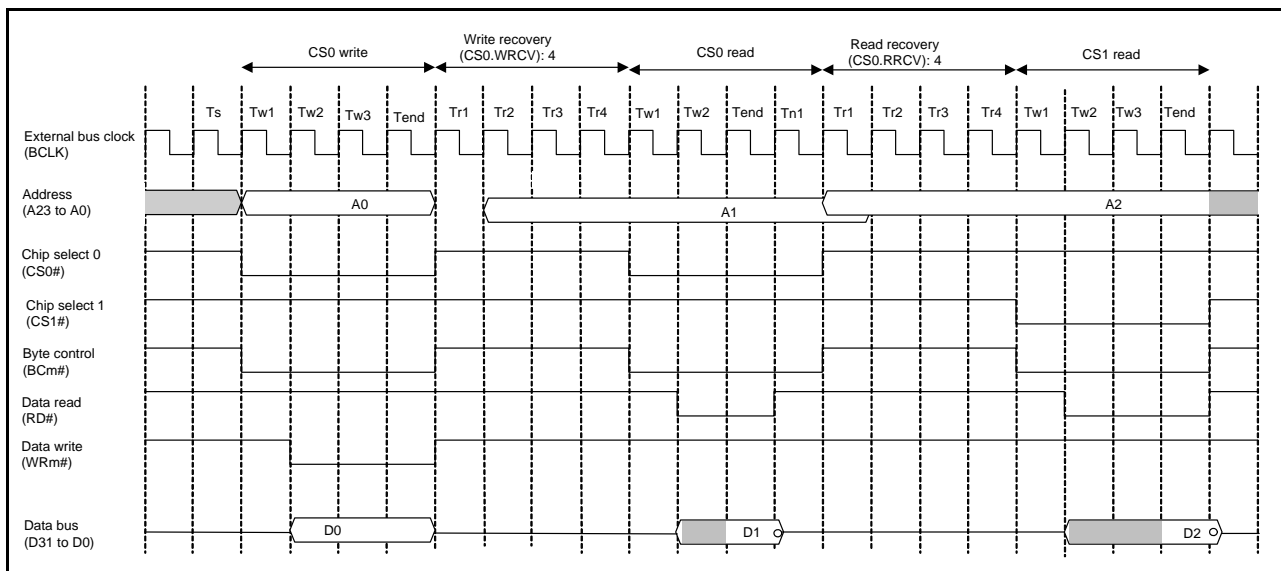 CS0 write
Write recovery
(CS0.WRCV): 4
CS0 read
Read recovery
(CS0.RRCV): 4
CS1 read
Ts Tw1 Tw2 Tw3 Tend Tr1 Tr2 Tr3 Tr4 Tw1 Tw2 Tend Tn1 Tr1 Tr2 Tr3 Tr4 Tw1 Tw2 Tw3 Tend
External bus clock
(BCLK)
Address
(A23 to A0)
A0 A1 A2
Chip select 0
(CS0#)
Chip select 1
(CS1#)
Byte control
(BCm#)
Data read
(RD#)
Data write
(WRm#)
Data bus
(D31 to D0)
D0 D1 D2